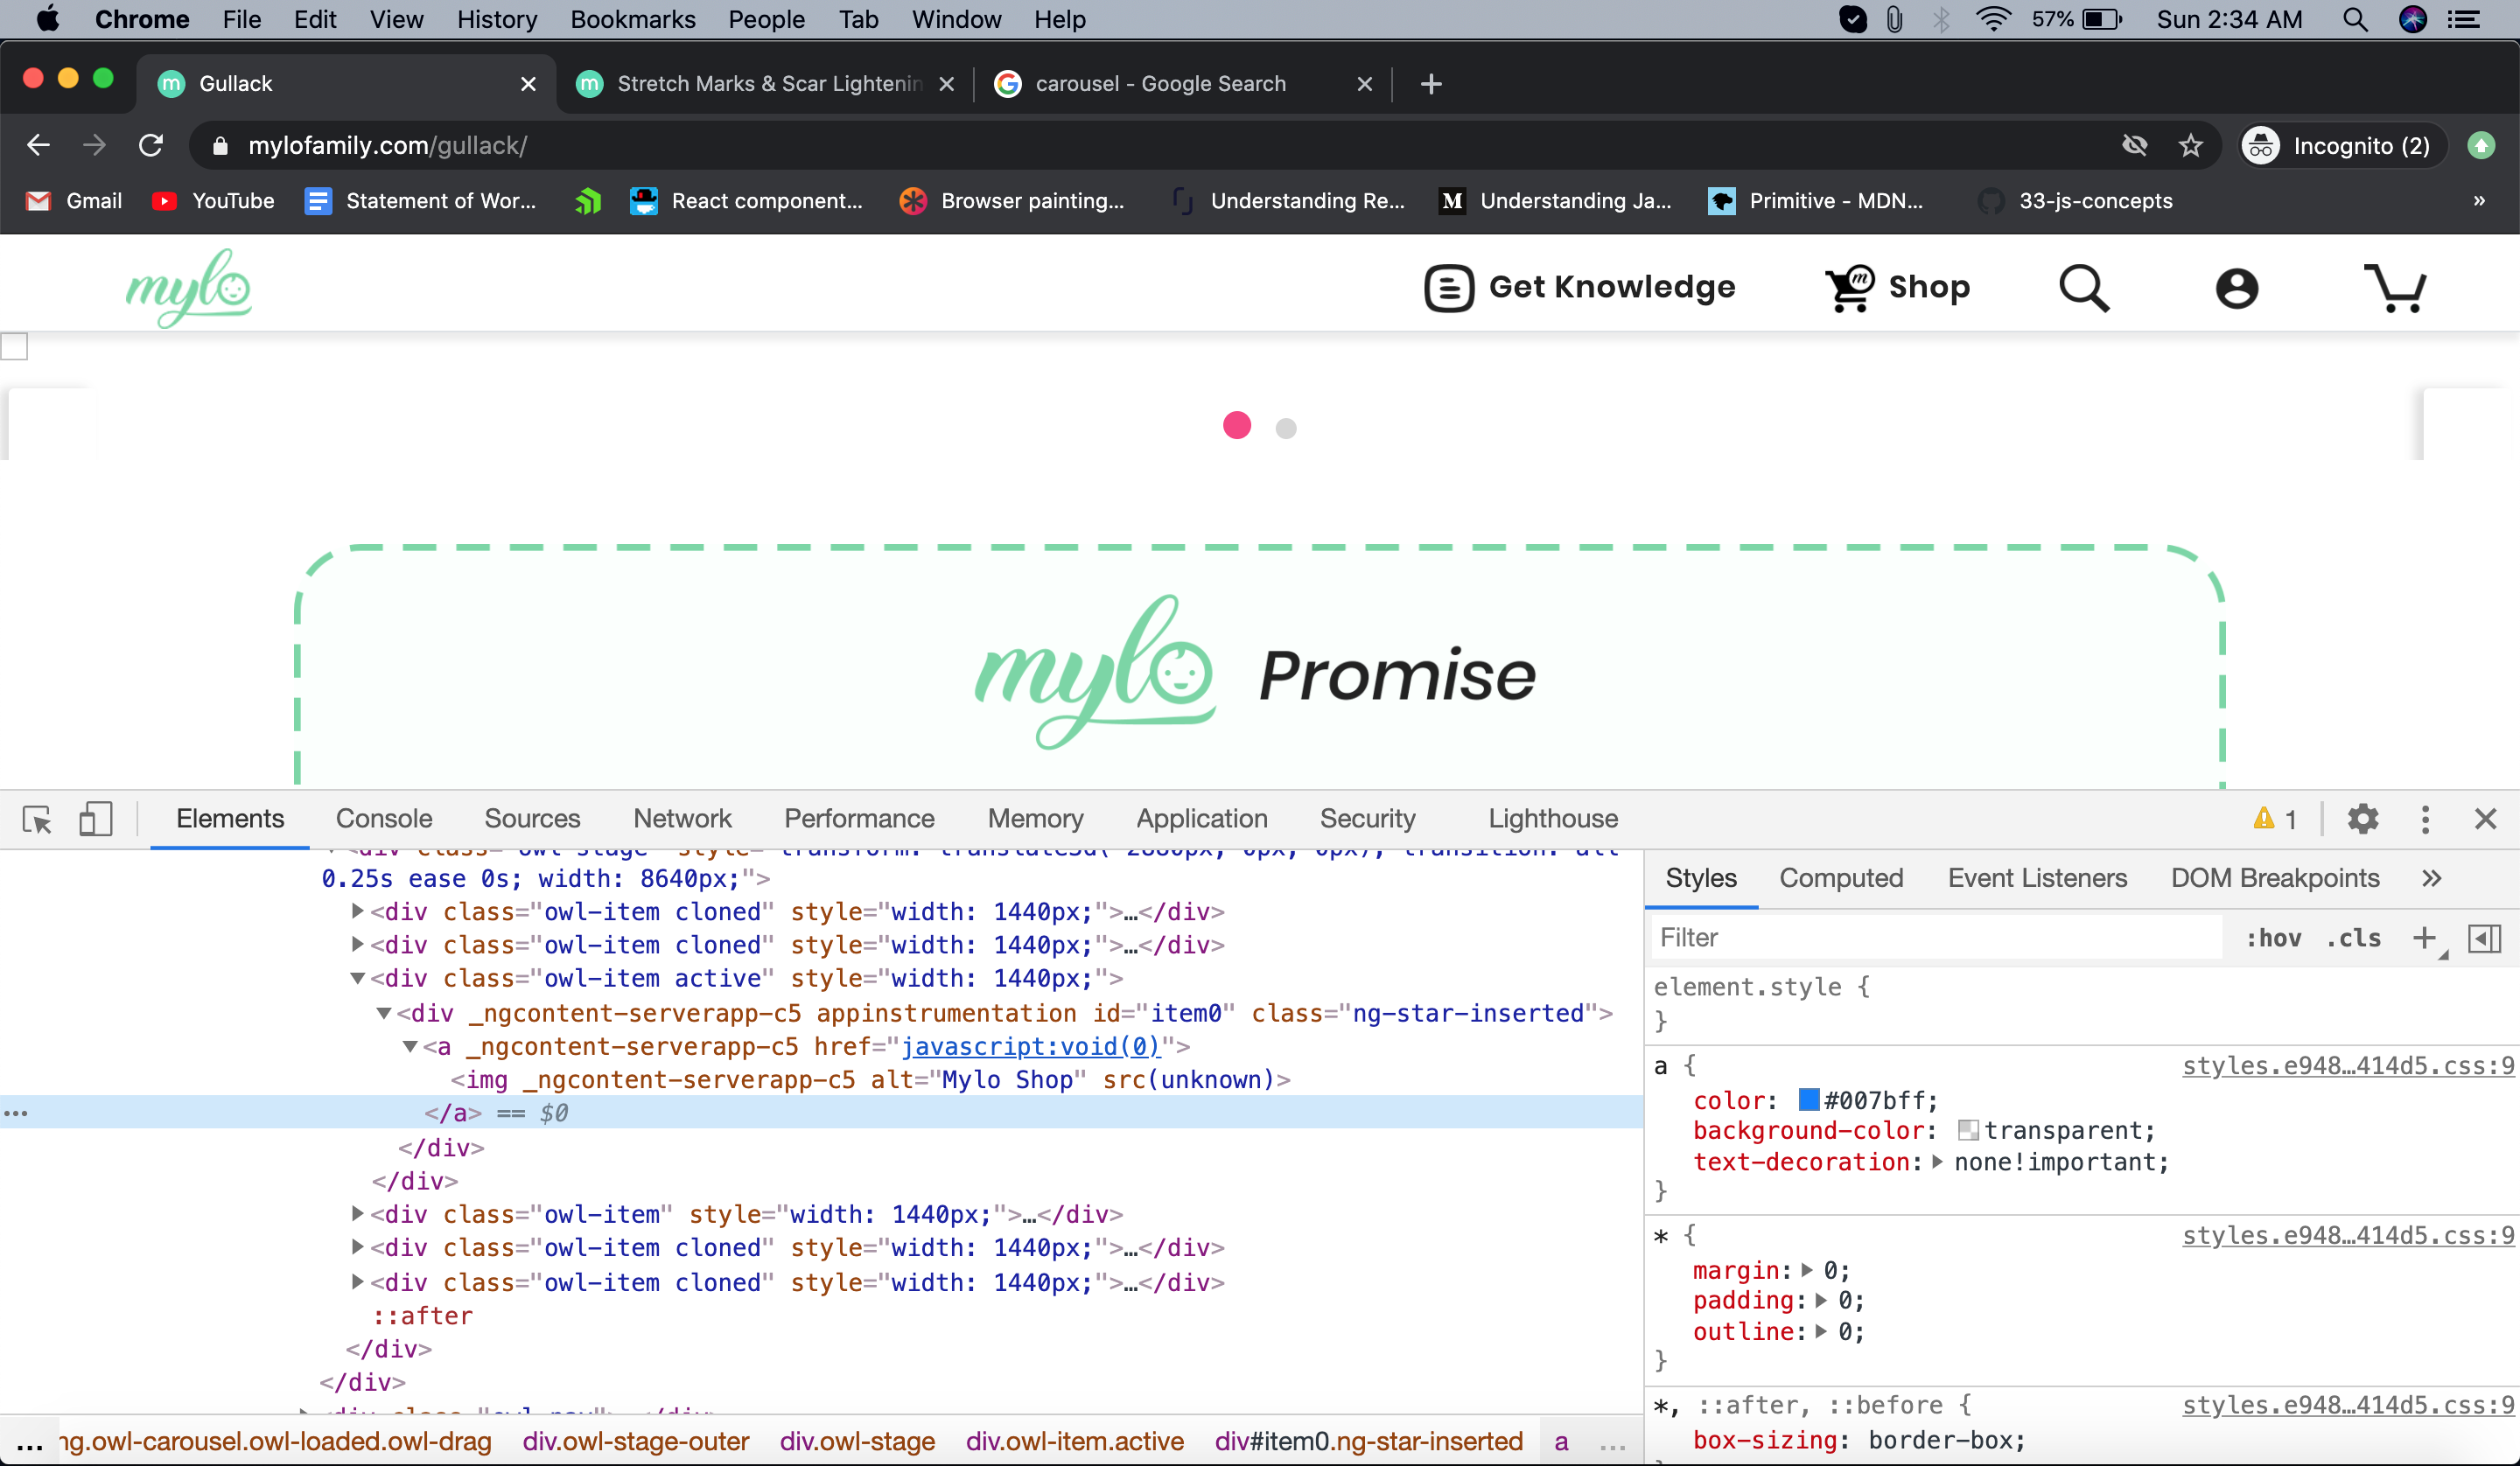 Chrome File Edit View History Bookmarks People Tab Window Help 57% Sun 2:34 AM
Gullack Stretch Marks & Scar Lightenin carousel - Google Search
mylofamily.com/gullack/ Incognito (2)
Gmail YouTube Statement of Wor... React component... Browser painting... Understanding Re... M Understanding Ja... Primitive - MDN... 33-js-concepts »
mylo Get Knowledge Shop
mylo Promise
Elements Console Sources Network Performance Memory Application Security Lighthouse 1
0.25s ease 0s; width: 8640px;">
<div class="owl-item cloned" style="width: 1440px;">…</div>
<div class="owl-item cloned" style="width: 1440px;">…</div>
<div class="owl-item active" style="width: 1440px;">
<div _ngcontent-serverapp-c5 appinstrumentation id="item0" class="ng-star-inserted">
<a _ngcontent-serverapp-c5 href="javascript:void(0)">
<img _ngcontent-serverapp-c5 alt="Mylo Shop" src(unknown)>
</a> == $0
</div>
</div>
<div class="owl-item" style="width: 1440px;">…</div>
<div class="owl-item cloned" style="width: 1440px;">…</div>
<div class="owl-item cloned" style="width: 1440px;">…</div>
::after
</div>
</div>
... ng.owl-carousel.owl-loaded.owl-drag div.owl-stage-outer div.owl-stage div.owl-item.active div#item0.ng-star-inserted a ...
Styles Computed Event Listeners DOM Breakpoints »
Filter :hov .cls +
element.style {
}
a { styles.e948…414d5.css:9
color: #007bff;
background-color: transparent;
text-decoration: none!important;
}
* { styles.e948…414d5.css:9
margin: 0;
padding: 0;
outline: 0;
}
*, ::after, ::before { styles.e948…414d5.css:9
box-sizing: border-box;